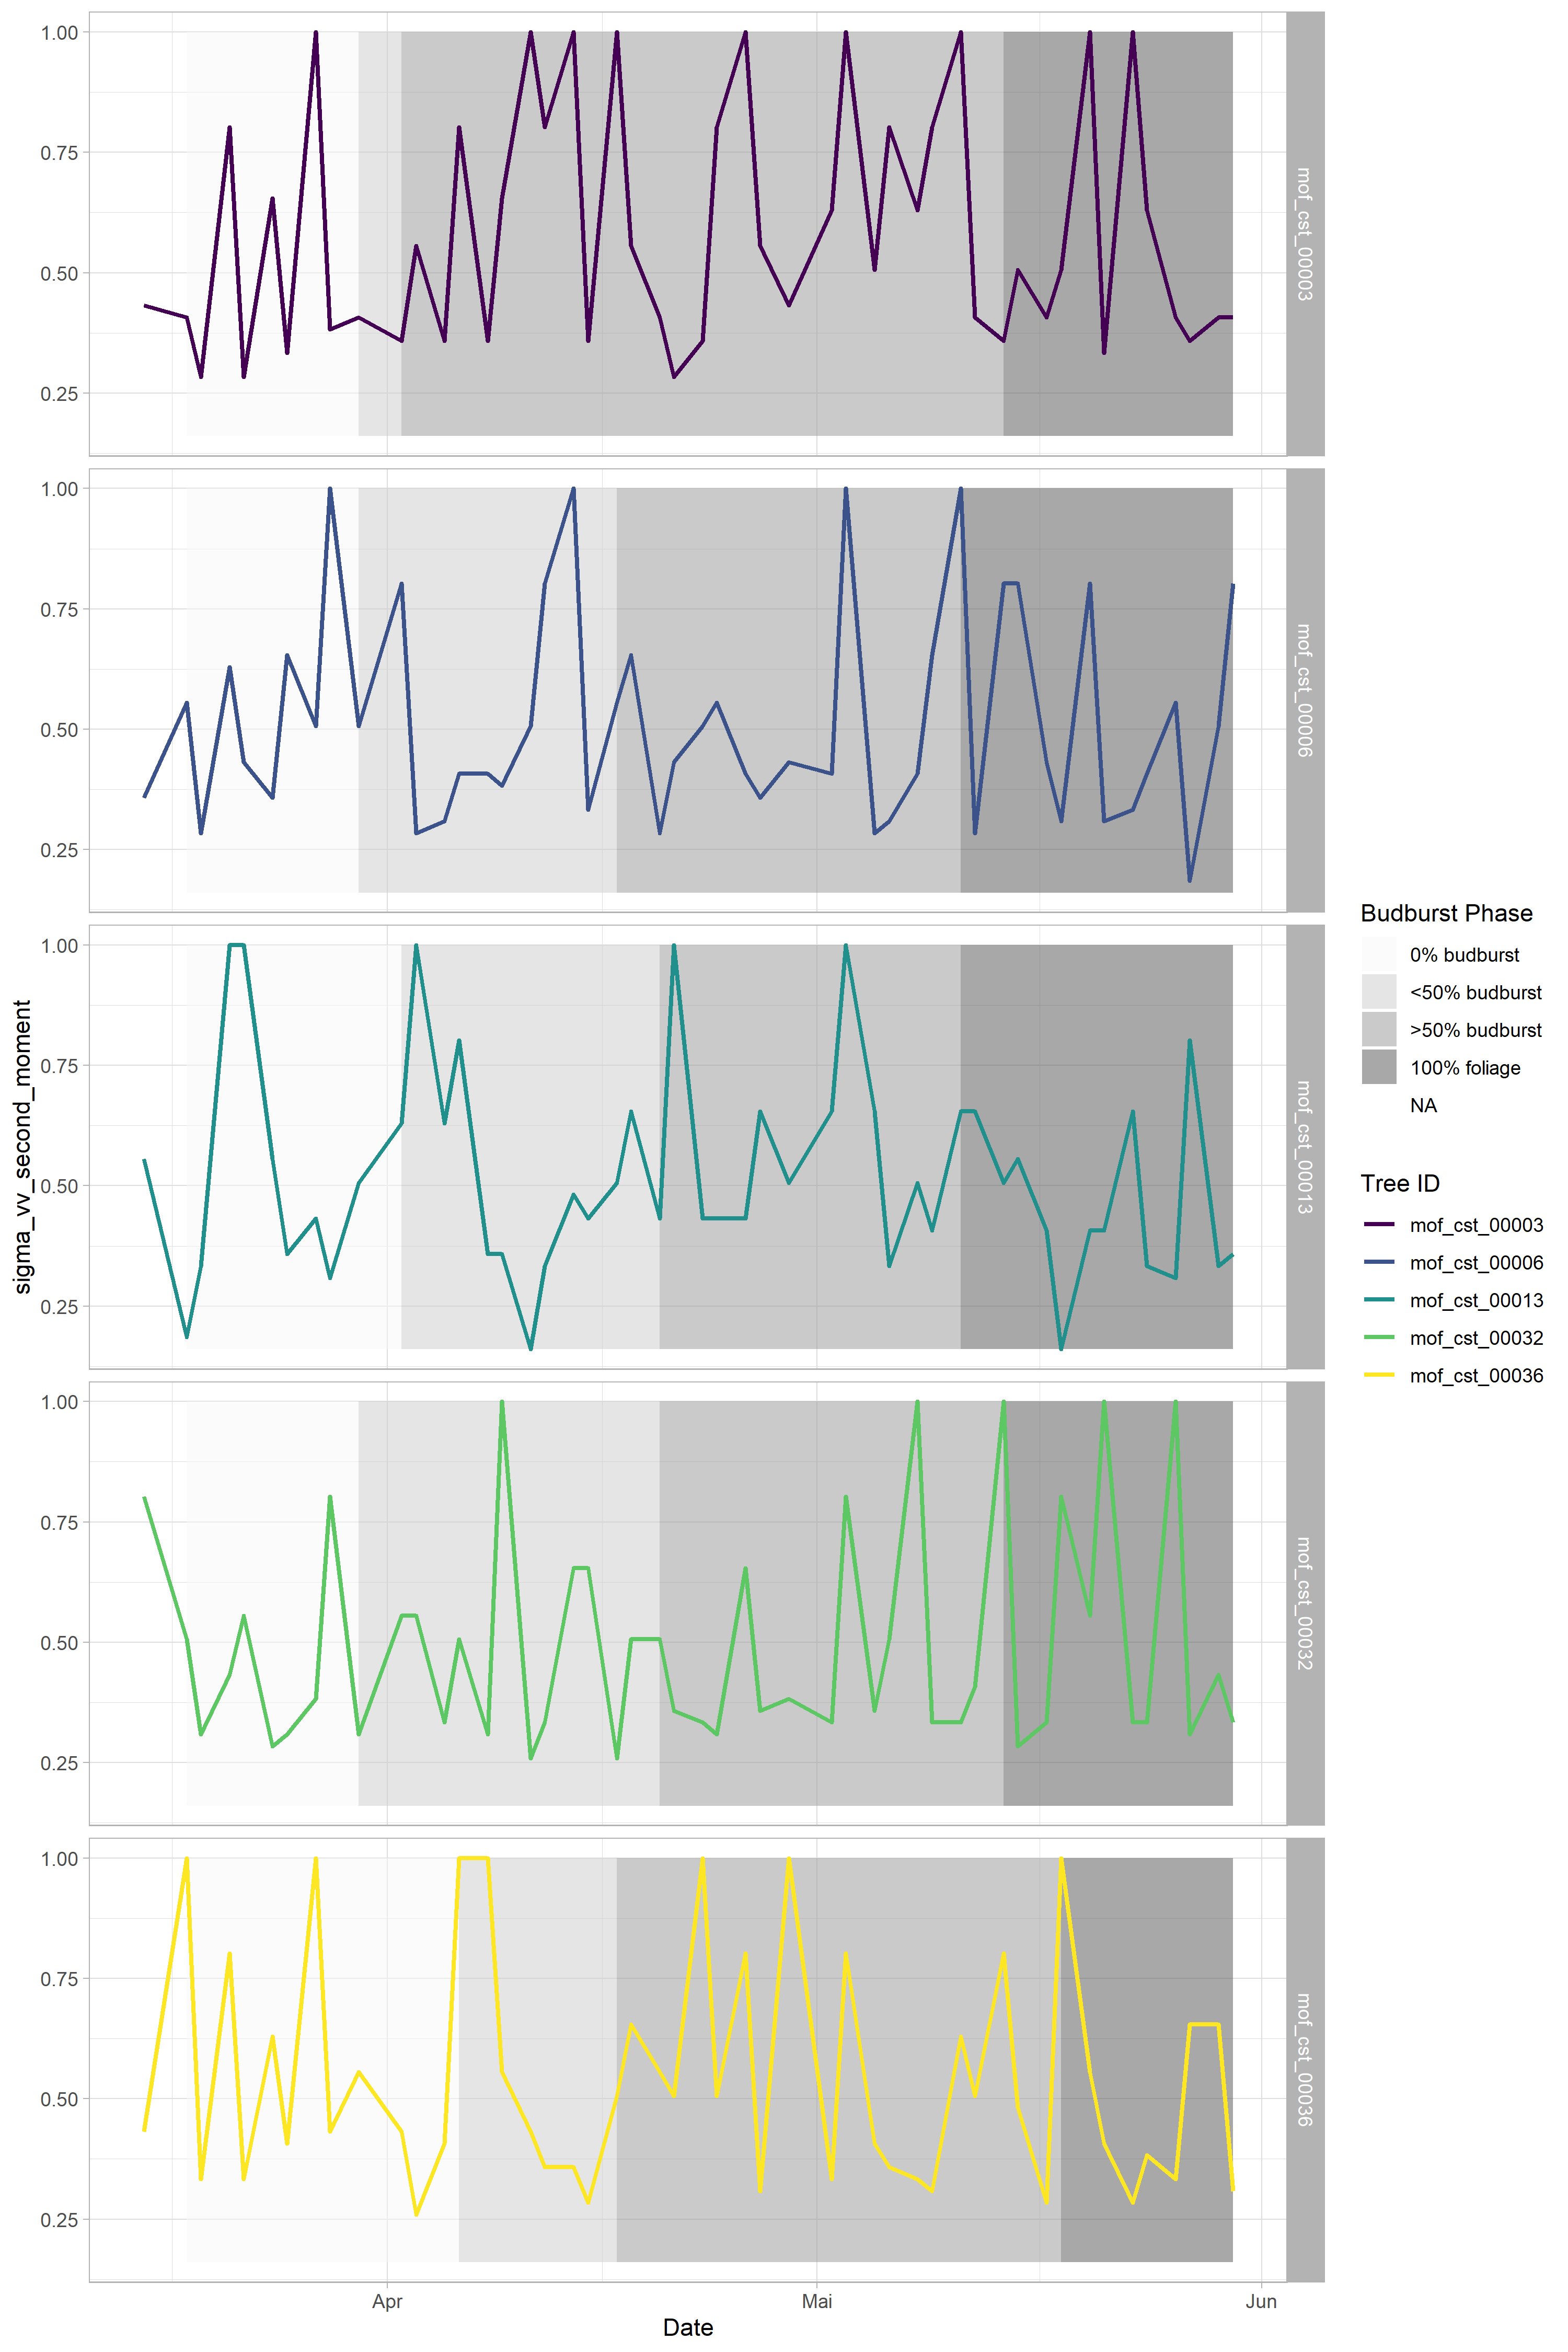 1.00
0.75
0.50
0.25
mof_cst_00003
1.00
0.75
0.50
0.25
mof_cst_00006
1.00
0.75
0.50
0.25
mof_cst_00013
1.00
0.75
0.50
0.25
mof_cst_00032
1.00
0.75
0.50
0.25
mof_cst_00036
sigma_vv_second_moment
Apr
Mai
Jun
Date
Budburst Phase
0% budburst
<50% budburst
>50% budburst
100% foliage
NA
Tree ID
mof_cst_00003
mof_cst_00006
mof_cst_00013
mof_cst_00032
mof_cst_00036